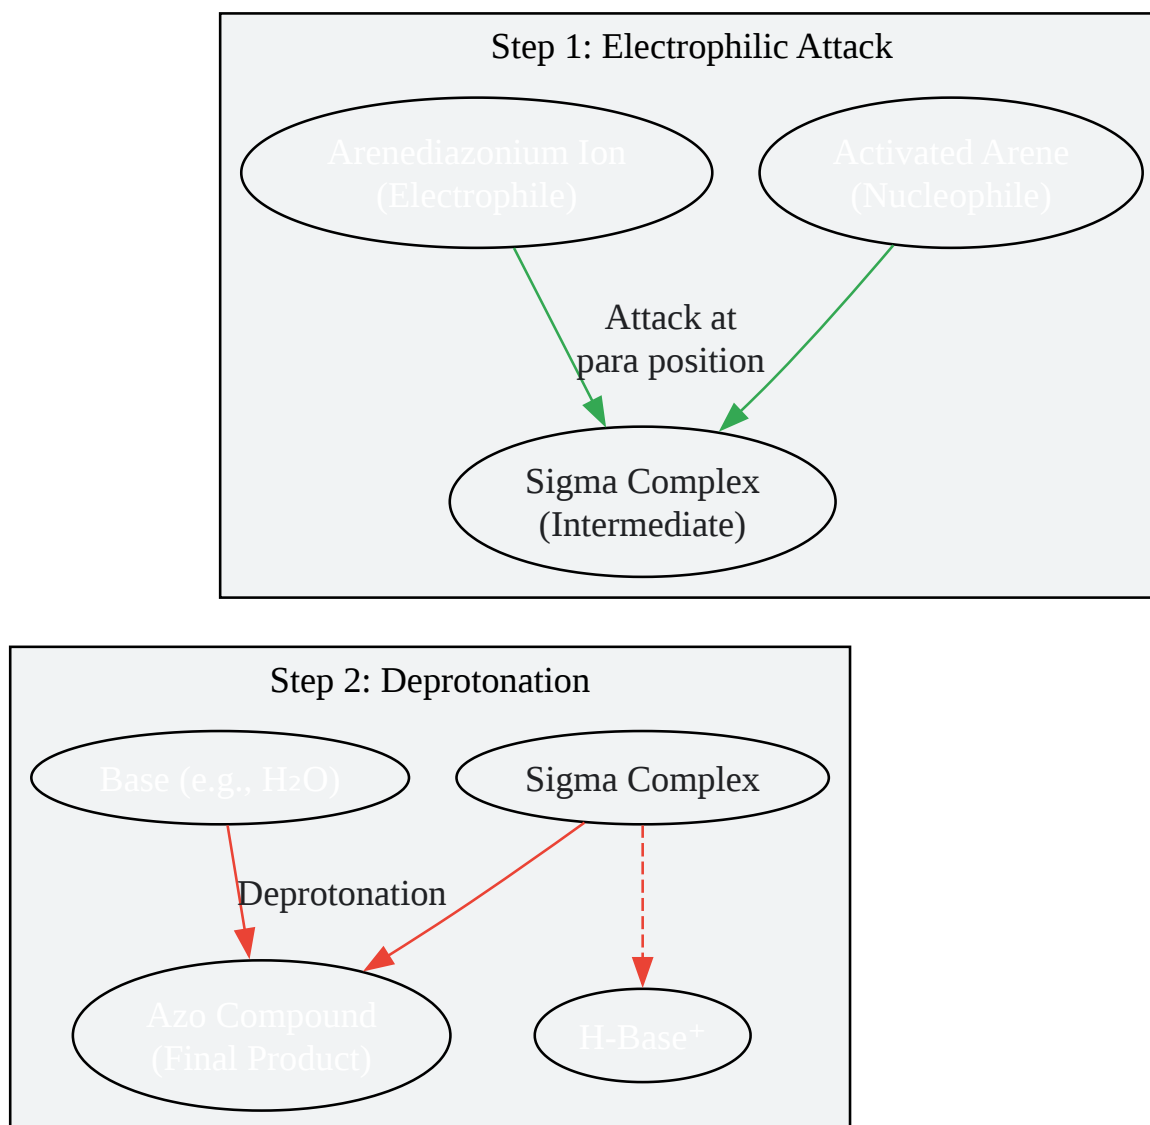 Step 1: Electrophilic Attack
Arenediazonium Ion
(Electrophile)
Activated Arene
(Nucleophile)
Attack at
para position
Sigma Complex
(Intermediate)
Step 2: Deprotonation
Base (e.g., H₂O)
Sigma Complex
Deprotonation
Azo Compound
(Final Product)
H-Base⁺